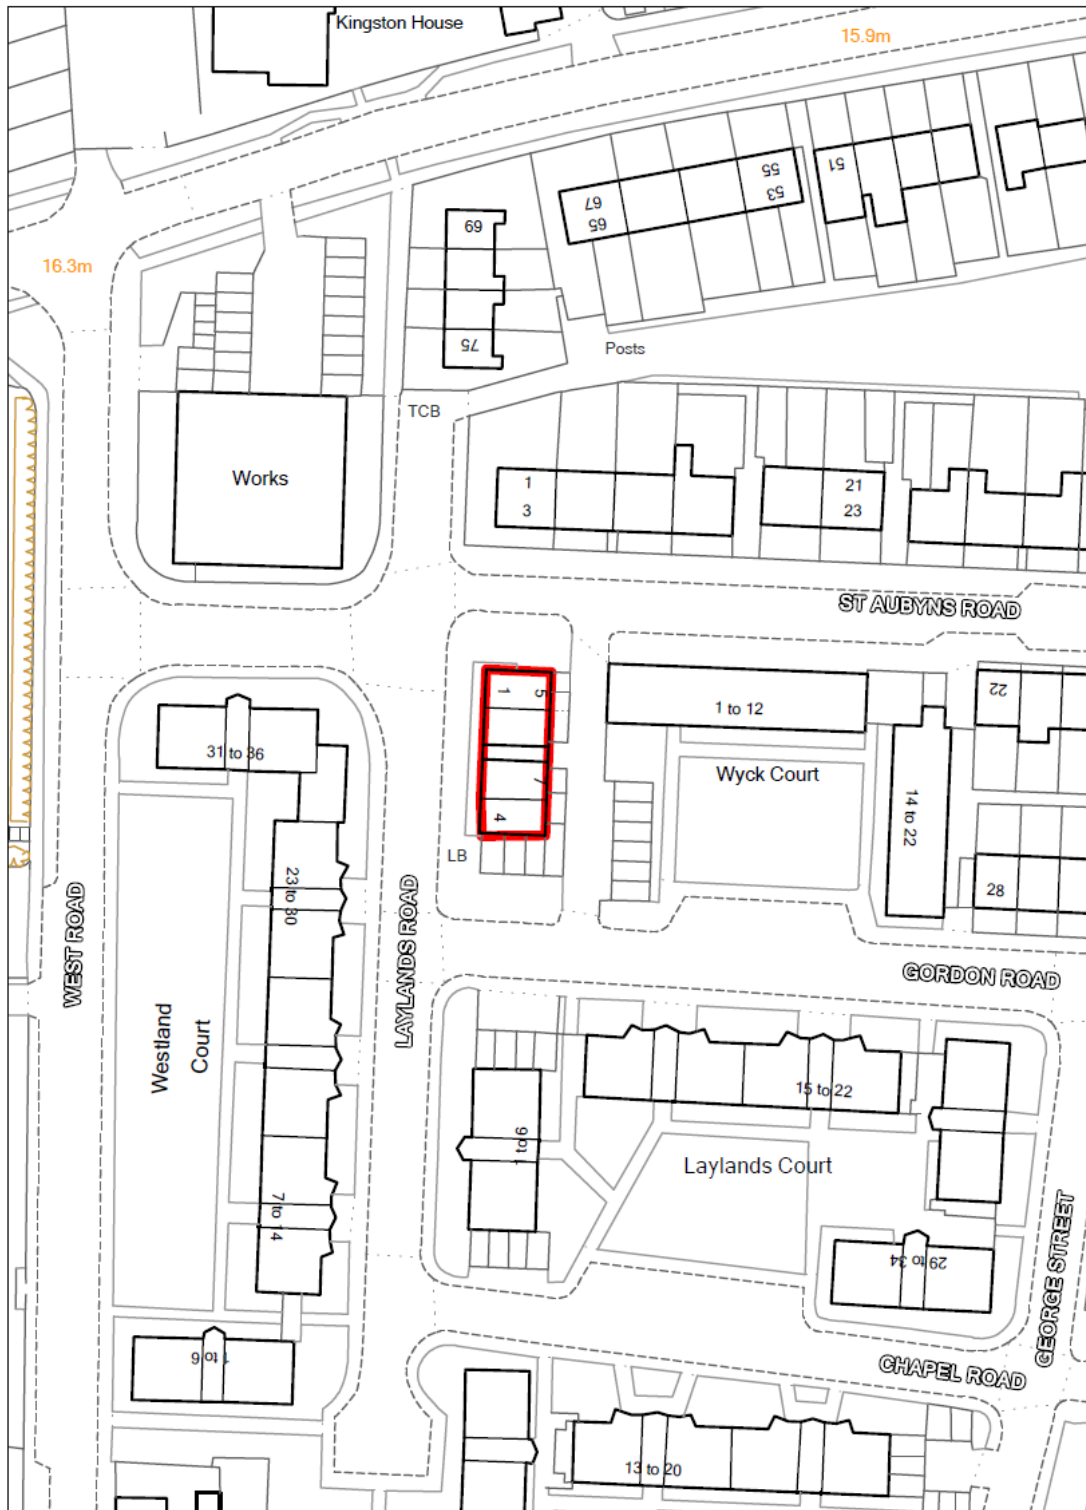 Kingston House
15.9m
55
53
51
67
65
69
16.3m
75
Posts
TCB
Works
1
3
21
23
ST AUBYNS ROAD
1
5
22
1 to 12
31 to 36
Wyck Court
7
4
14 to 22
LB
28
23 to 30
WEST ROAD
LAYLANDS ROAD
GORDON ROAD
Westland
Court
15 to 22
1 to 6
Laylands Court
7 to 14
GEORGE STREET
29 to 34
1 to 6
CHAPEL ROAD
13 to 20